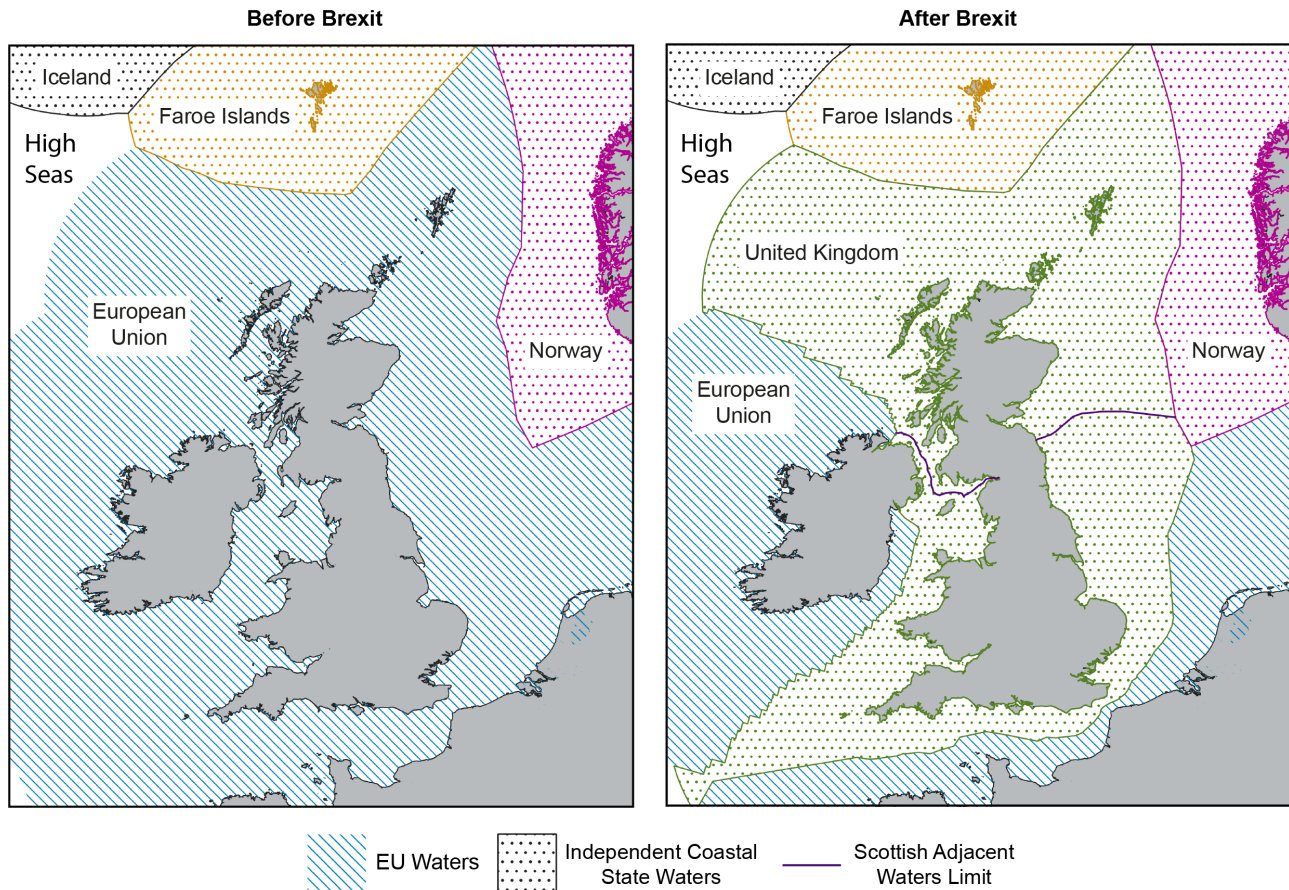 Before Brexit
Iceland
Faroe Islands
High
Seas
European
Union
Norway
After Brexit
Iceland
Faroe Islands
High
Seas
United Kingdom
European
Union
Norway
EU Waters
Independent Coastal
State Waters
Scottish Adjacent
Waters Limit